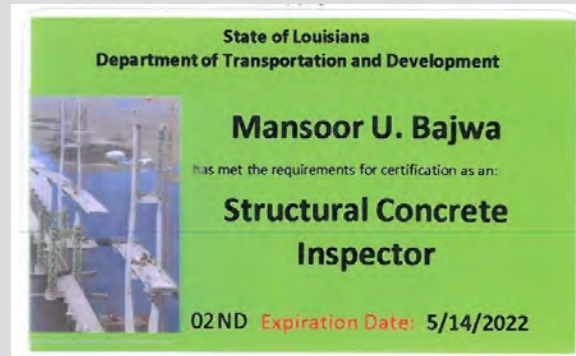 State of Louisiana
Department of Transportation and Development
Mansoor U. Bajwa
has met the requirements for certification as an:
Structural Concrete
Inspector
02ND Expiration Date: 5/14/2022